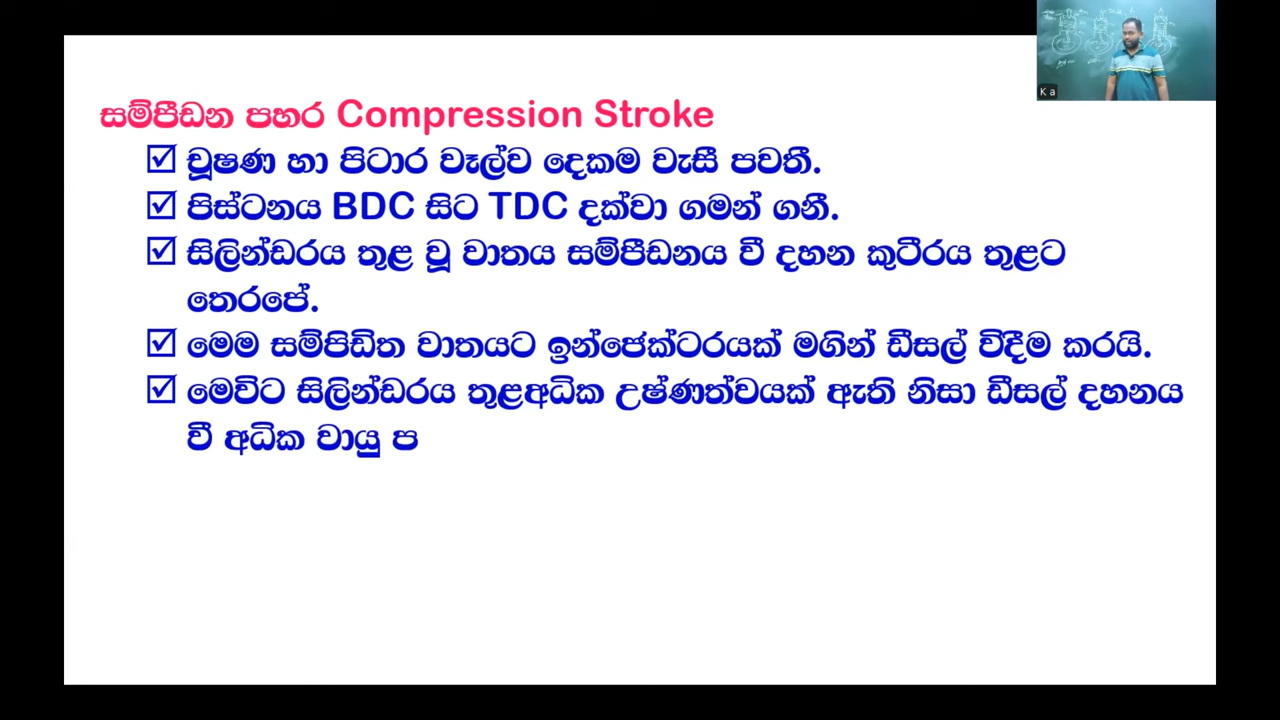 සම්පීඩන පහර Compression Stroke
☑ චූෂණ හා පිටාර වෑල්ව දෙකම වැසී පවතී.
☑ පිස්ටනය BDC සිට TDC දක්වා ගමන් ගනී.
☑ සිලින්ඩරය තුළ වූ වාතය සම්පීඩනය වී දහන කුටීරය තුළට
තෙරපේ.
☑ මෙම සම්පිඩිත වාතයට ඉන්ජෙක්ටරයක් මගින් ඩීසල් විදීම කරයි.
☑ මෙවිට සිලින්ඩරය තුළඅධික උෂ්ණත්වයක් ඇති නිසා ඩීසල් දහනය
වී අධික වායු ප
K a